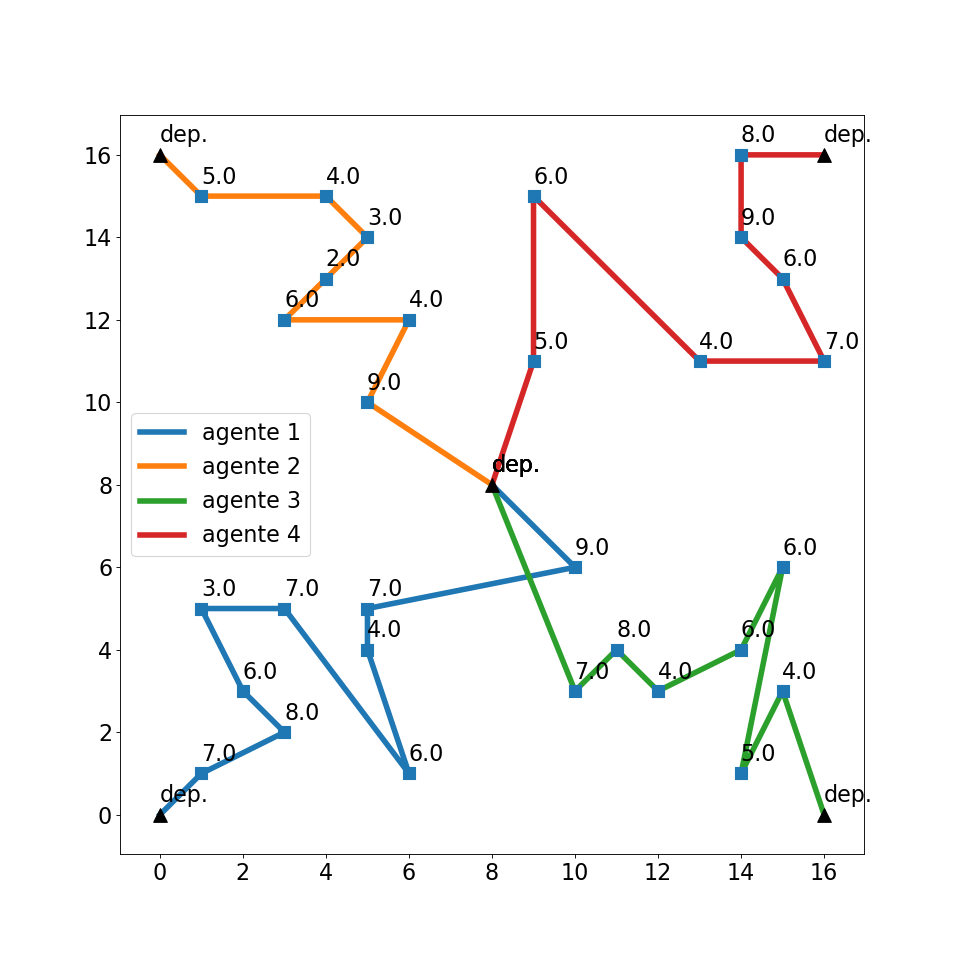 8.0 dep.
16 dep.
5.0 4.0 6.0
3.0 9.0
14
2.0 6.0
6.0 4.0
12
5.0 4.0 7.0
9.0
10
agente 1
agente 2
agente 3
agente 4
dep. dep.
8
9.0 6.0
6
3.0 7.0 7.0
4.0 8.0 6.0
4
6.0 7.0 4.0 4.0
8.0
2
7.0 6.0 5.0
dep. dep.
0
0 2 4 6 8 10 12 14 16